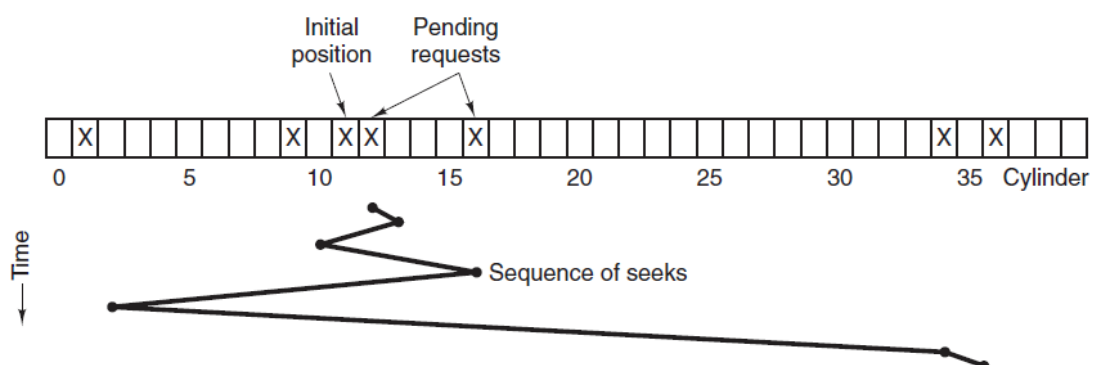 Initial
position
Pending
requests
X X X X X X X
0 5 10 15 20 25 30 35 Cylinder
Time
Sequence of seeks